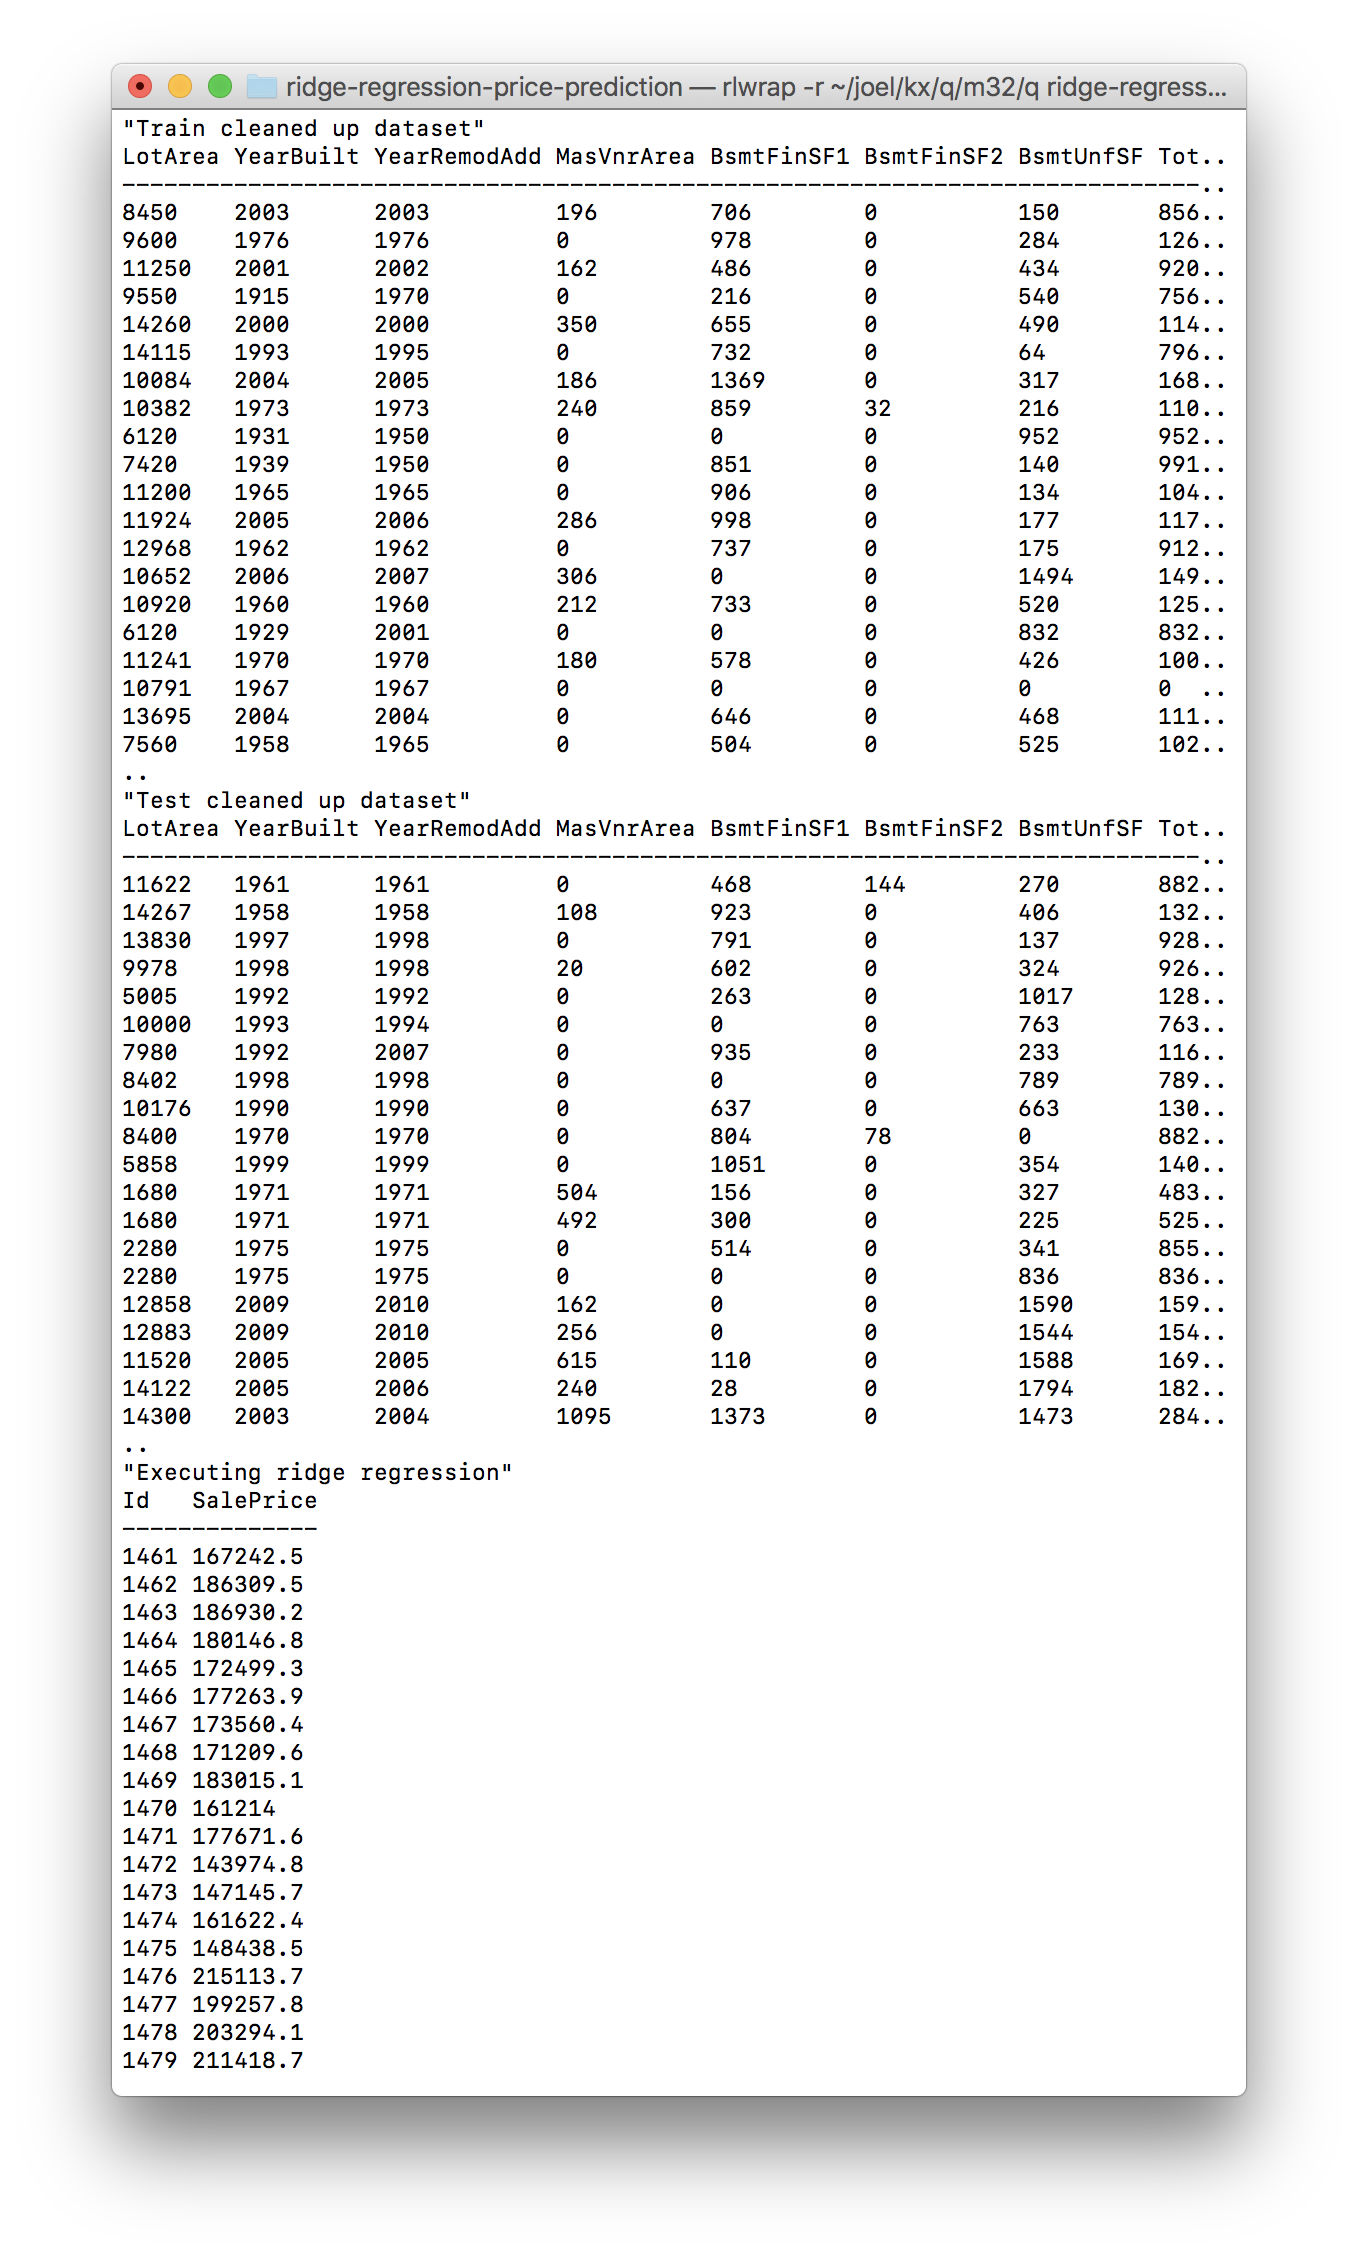 ridge-regression-price-prediction — rlwrap -r ~/joel/kx/q/m32/q ridge-regress...
"Train cleaned up dataset"
LotArea YearBuilt YearRemodAdd MasVnrArea BsmtFinSF1 BsmtFinSF2 BsmtUnfSF Tot..
-----------------------------------------------------------------------------..
8450    2003      2003         196        706        0          150       856..
9600    1976      1976         0          978        0          284       126..
11250   2001      2002         162        486        0          434       920..
9550    1915      1970         0          216        0          540       756..
14260   2000      2000         350        655        0          490       114..
14115   1993      1995         0          732        0          64        796..
10084   2004      2005         186        1369       0          317       168..
10382   1973      1973         240        859        32         216       110..
6120    1931      1950         0          0          0          952       952..
7420    1939      1950         0          851        0          140       991..
11200   1965      1965         0          906        0          134       104..
11924   2005      2006         286        998        0          177       117..
12968   1962      1962         0          737        0          175       912..
10652   2006      2007         306        0          0          1494      149..
10920   1960      1960         212        733        0          520       125..
6120    1929      2001         0          0          0          832       832..
11241   1970      1970         180        578        0          426       100..
10791   1967      1967         0          0          0          0         0  ..
13695   2004      2004         0          646        0          468       111..
7560    1958      1965         0          504        0          525       102..
..
"Test cleaned up dataset"
LotArea YearBuilt YearRemodAdd MasVnrArea BsmtFinSF1 BsmtFinSF2 BsmtUnfSF Tot..
-----------------------------------------------------------------------------..
11622   1961      1961         0          468        144        270       882..
14267   1958      1958         108        923        0          406       132..
13830   1997      1998         0          791        0          137       928..
9978    1998      1998         20         602        0          324       926..
5005    1992      1992         0          263        0          1017      128..
10000   1993      1994         0          0          0          763       763..
7980    1992      2007         0          935        0          233       116..
8402    1998      1998         0          0          0          789       789..
10176   1990      1990         0          637        0          663       130..
8400    1970      1970         0          804        78         0         882..
5858    1999      1999         0          1051       0          354       140..
1680    1971      1971         504        156        0          327       483..
1680    1971      1971         492        300        0          225       525..
2280    1975      1975         0          514        0          341       855..
2280    1975      1975         0          0          0          836       836..
12858   2009      2010         162        0          0          1590      159..
12883   2009      2010         256        0          0          1544      154..
11520   2005      2005         615        110        0          1588      169..
14122   2005      2006         240        28         0          1794      182..
14300   2003      2004         1095       1373       0          1473      284..
..
"Executing ridge regression"
Id   SalePrice
--------------
1461 167242.5
1462 186309.5
1463 186930.2
1464 180146.8
1465 172499.3
1466 177263.9
1467 173560.4
1468 171209.6
1469 183015.1
1470 161214
1471 177671.6
1472 143974.8
1473 147145.7
1474 161622.4
1475 148438.5
1476 215113.7
1477 199257.8
1478 203294.1
1479 211418.7